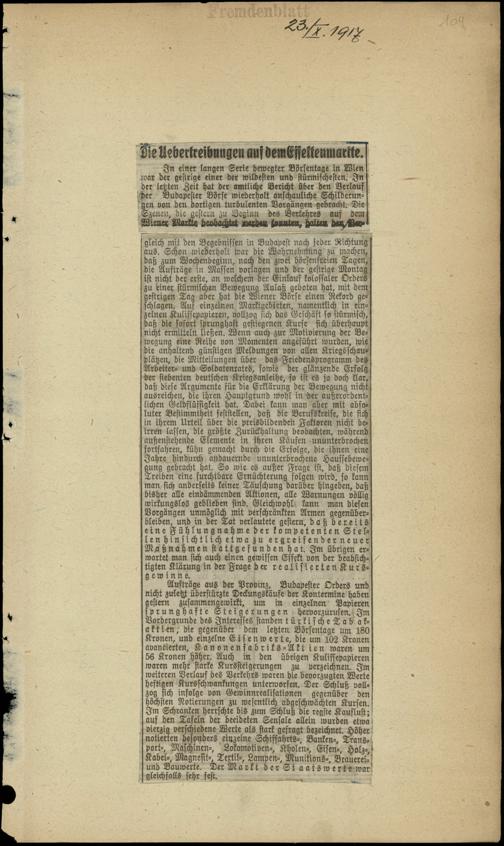 Fremdenblatt
23./X. 1917
109
Die Uebertreibungen auf dem Effektenmarkte.
In einer langen Serie bewegter Börsentage in Wien
war der gestrige einer der wildesten und stürmischesten. In
der letzten Zeit hat der amtliche Bericht über den Verlauf
der Budapester Börse wiederholt anschauliche Schilderun-
gen von den dortigen turbulenten Vorgängen gebracht. Die
Szenen, die gestern zu Beginn des Verkehres auf dem
Wiener Markte beobachtet werden konnten, halten den Ver-
gleich mit den Begebnissen in Budapest nach jeder Richtung
aus. Schon wiederholt war die Wahrnehmung zu machen,
daß zum Wochenbeginn, nach den zwei börsenfreien Tagen,
die Aufträge in Massen vorlagen und der gestrige Montag
ist nicht der erste, an welchem der Einlauf kolossaler Orders
zu einer stürmischen Bewegung Anlaß geboten hat, mit dem
gestrigen Tag aber hat die Wiener Börse einen Rekord ge-
schlagen. Auf einzelnen Marktgebieten, namentlich in ein-
zelnen Kulissepapieren, vollzog sich das Geschäft so stürmisch,
daß die sofort sprunghaft gestiegenen Kurse sich überhaupt
nicht ermitteln ließen. Wenn auch zur Motivierung der Be-
wegung eine Reihe von Momenten angeführt wurden, wie
die anhaltend günstigen Meldungen von allen Kriegsschau-
plätzen, die Mitteilungen über das Friedensprogramm des
Arbeiter- und Soldatenrates, sowie der glänzende Erfolg
der siebenten deutschen Kriegsanleihe, so ist es ja doch klar,
daß diese Argumente für die Erklärung der Bewegung nicht
ausreichen, die ihren Hauptgrund wohl in der außerordent-
lichen Geldflüssigkeit hat. Dabei kann man aber mit abso-
luter Bestimmtheit feststellen, daß die Berufskreise, die sich
in ihrem Urteil über die preisbildenden Faktoren nicht be-
irren lassen, die größte Zurückhaltung beobachten, während
außenstehende Elemente in ihren Käufen ununterbrochen
fortfahren, kühn gemacht durch die Erfolge, die ihnen eine
Jahre hindurch andauernde ununterbrochene Haussebewe-
gung gebracht hat. So wie es außer Frage ist, daß diesem
Treiben eine furchtbare Ernüchterung folgen wird, so kann
man sich anderseits keiner Täuschung darüber hingeben, daß
bisher alle eindämmenden Aktionen, alle Warnungen völlig
wirkungslos geblieben sind. Gleichwohl kann man diesen
Vorgängen unmöglich mit verschränkten Armen gegenüber-
bleiben, und in der Tat verlautete gestern, daß bereits
eine Fühlungnahme der kompetenten Stel-
len hinsichtlich etwa zu ergreifender neuer
Maßnahmen stattgefunden hat. Im übrigen er-
wartet man sich auch einen gewissen Effekt von der beabsich-
tigten Klärung in der Frage der realisierten Kurs-
gewinne.
Aufträge aus der Provinz, Budapester Orders und
nicht zuletzt überstürzte Deckungskäufe der Kontermine haben
gestern zusammengewirkt, um in einzelnen Papieren
sprunghafte Steigerungen hervorzurufen. Im
Vordergrunde des Interesses standen türkische Tabak-
aktien, die gegenüber dem letzten Börsentage um 180
Kronen, und einzelne Eisenwerte, die um 102 Kronen
avancierten, Kanonenfabriks-Aktien waren um
56 Kronen höher. Auch in den übrigen Kulissepapieren
waren mehr starke Kurssteigerungen zu verzeichnen. Im
weiteren Verlauf des Verkehrs waren die bevorzugten Werte
heftigen Kursschwankungen unterworfen. Der Schluß voll-
zog sich infolge von Gewinnrealisationen gegenüber den
höchsten Notierungen zu wesentlich abgeschwächten Kursen.
Im Schranken herrschte bis zum Schluß die regste Kauflust;
auf den Tafeln der beideten Sensale allein wurden etwa
vierzig verschiedene Werte als stark gefragt bezeichnet. Höher
notierten besonders einzelne Schiffahrts-, Banken-, Trans-
port-, Maschinen-, Lokomotiven-, Kohlen-, Eisen-, Holz-,
Kabel-, Magnesit-, Textil-, Lampen-, Munitions-, Brauerei-
und Bauwerte. Der Markt der Staatswerte war
gleichfalls sehr fest.